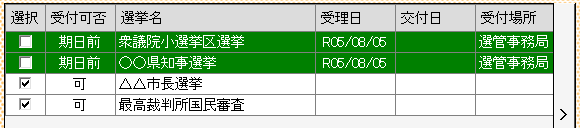 選択 受付可否 選挙名 受理日 交付日 受付場所
期日前 衆議院小選挙区選挙 R05/08/05 選管事務局
期日前 〇〇県知事選挙 R05/08/05 選管事務局
可 △△市長選挙
可 最高裁判所国民審査